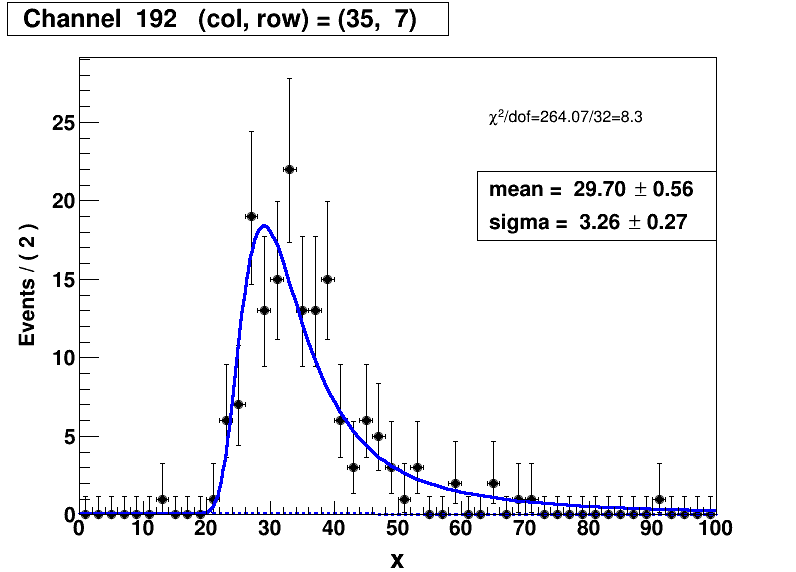 Channel 192 (col, row) = (35, 7)
χ²/dof=264.07/32=8.3
mean = 29.70 ± 0.56
sigma = 3.26 ± 0.27
Events / ( 2 )
25
20
15
10
5
0
0 10 20 30 40 50 60 70 80 90 100
x